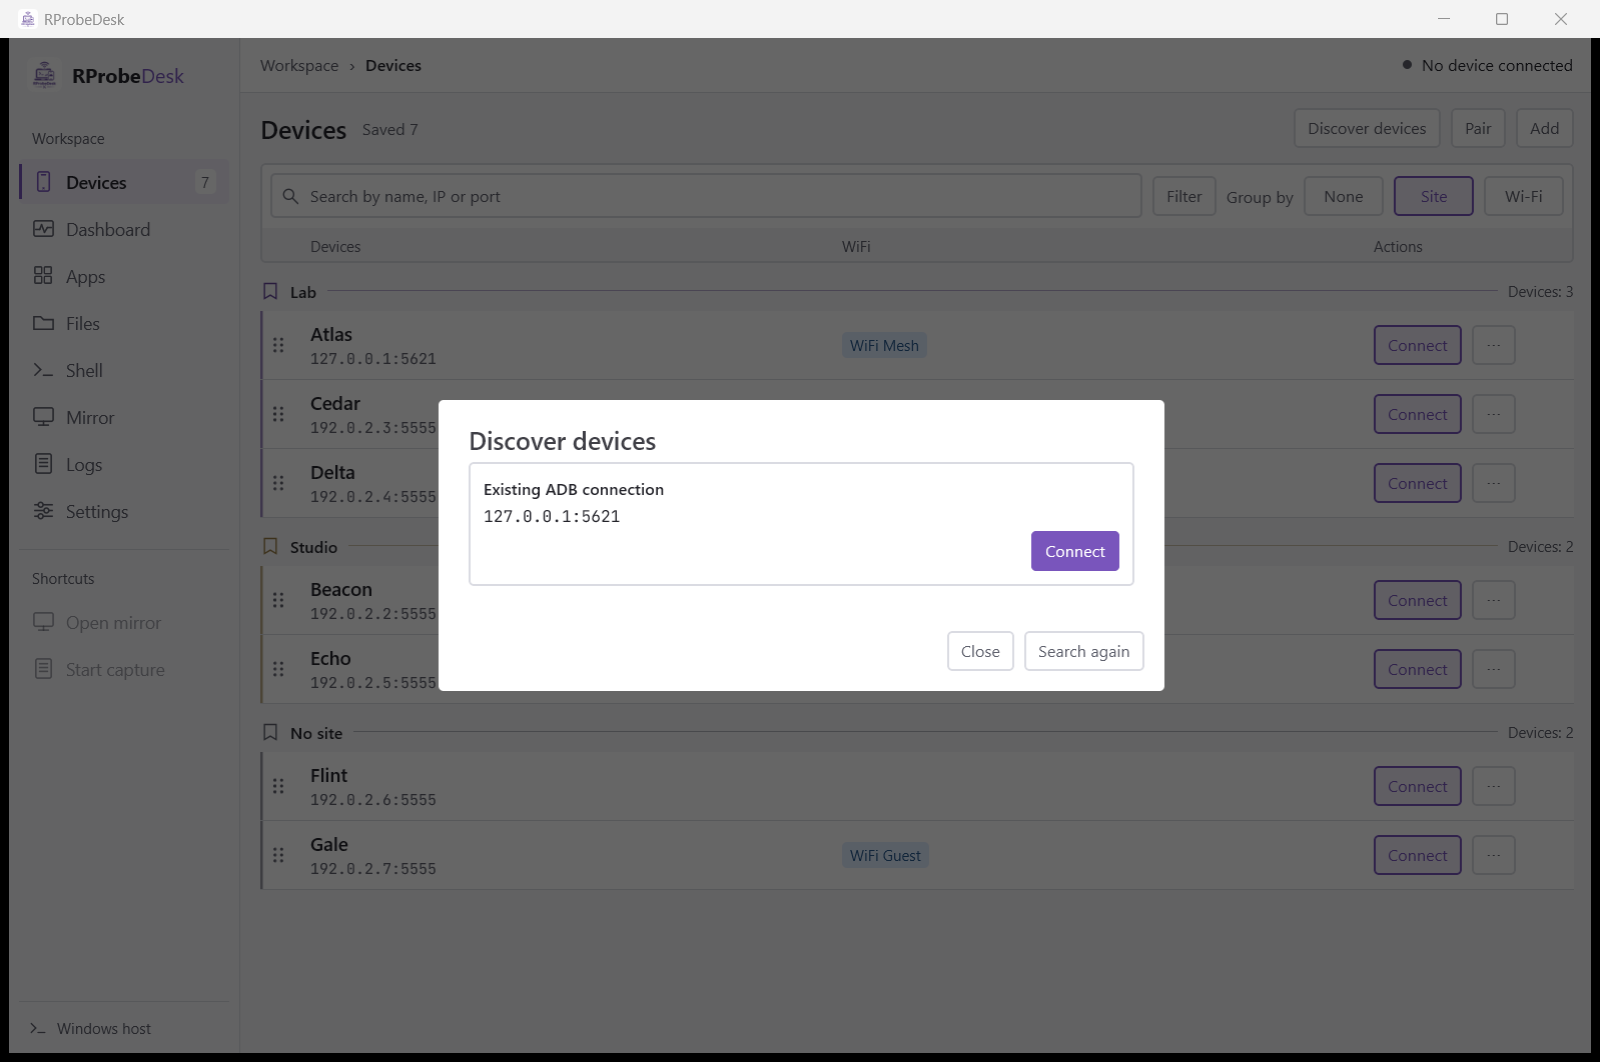 RProbeDesk
RProbeDesk
Workspace › Devices
No device connected
Workspace
Devices 7
Dashboard
Apps
Files
Shell
Mirror
Logs
Settings
Shortcuts
Open mirror
Start capture
Windows host
Devices Saved 7
Discover devices Pair Add
Search by name, IP or port
Filter Group by None Site Wi-Fi
Devices WiFi Actions
Lab Devices: 3
Atlas
127.0.0.1:5621
WiFi Mesh
Connect ...
Cedar
192.0.2.3:5555
Connect ...
Delta
192.0.2.4:5555
Connect ...
Studio Devices: 2
Beacon
192.0.2.2:5555
Connect ...
Echo
192.0.2.5:5555
Connect ...
No site Devices: 2
Flint
192.0.2.6:5555
Connect ...
Gale
192.0.2.7:5555
WiFi Guest
Connect ...
Discover devices
Existing ADB connection
127.0.0.1:5621
Connect
Close Search again